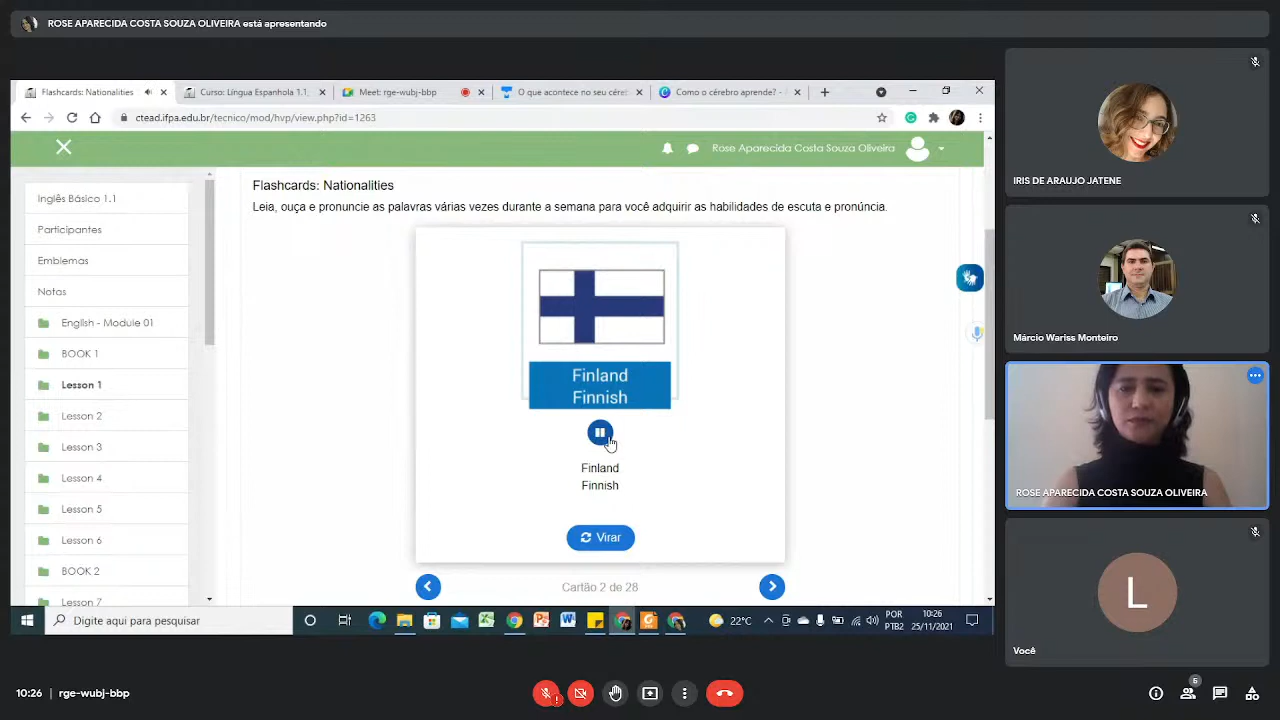 ROSE APARECIDA COSTA SOUZA OLIVEIRA está apresentando
Flashcards: Nationalities
Curso: Língua Espanhola 1.1.
Meet: rge-wubj-bbp
O que acontece no seu céreb
Como o cérebro aprende? -
ctead.ifpa.edu.br/tecnico/mod/hvp/view.php?id=1263
Rose Aparecida Costa Souza Oliveira
Inglês Básico 1.1
Participantes
Emblemas
Notas
English - Module 01
BOOK 1
Lesson 1
Lesson 2
Lesson 3
Lesson 4
Lesson 5
Lesson 6
BOOK 2
Lesson 7
Flashcards: Nationalities
Leia, ouça e pronuncie as palavras várias vezes durante a semana para você adquirir as habilidades de escuta e pronúncia.
Finland
Finnish
Finland
Finnish
Virar
Cartão 2 de 28
Digite aqui para pesquisar
22°C
POR
PTB2
10:26
25/11/2021
IRIS DE ARAUJO JATENE
Márcio Wariss Monteiro
ROSE APARECIDA COSTA SOUZA OLIVEIRA
L
Você
10:26 | rge-wubj-bbp
5